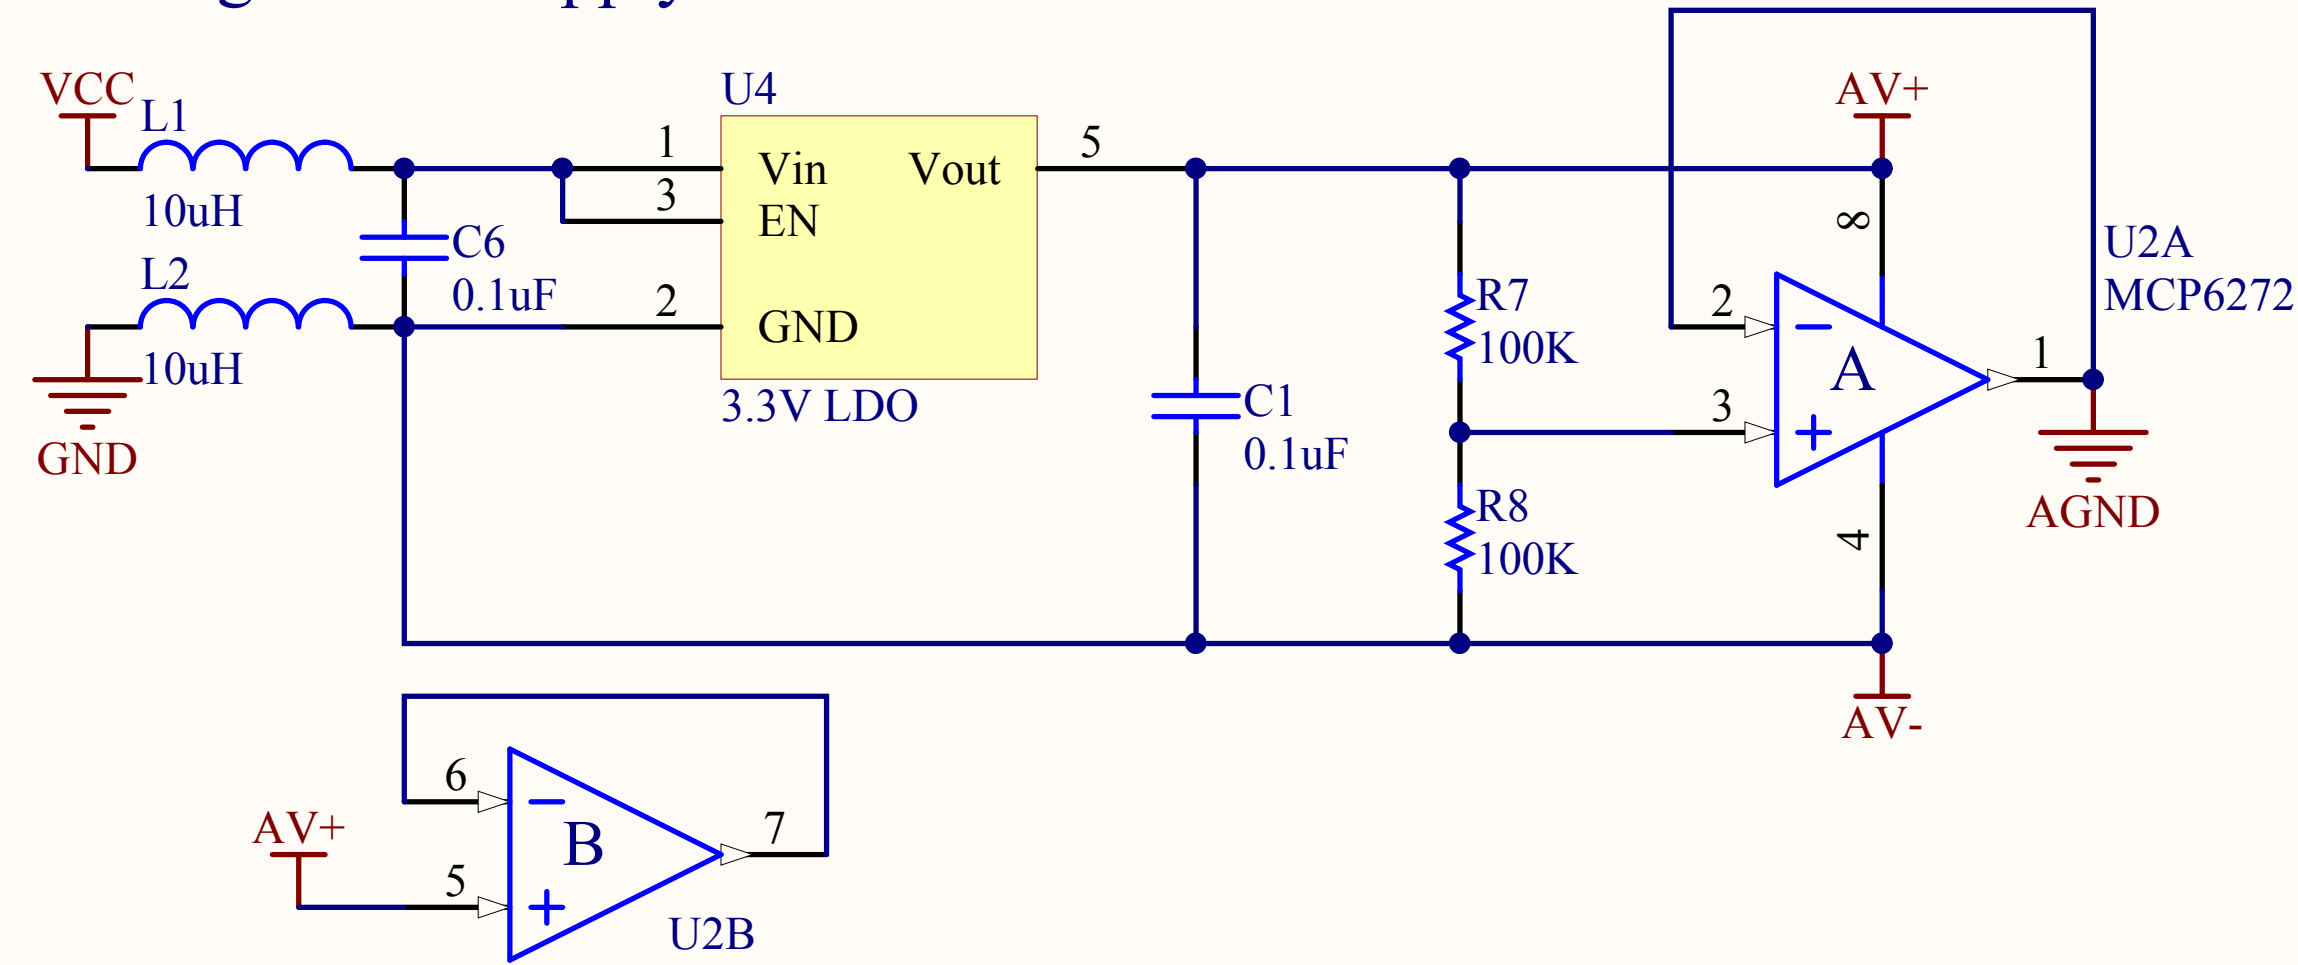 VCC
L1
10uH
L2
10uH
GND
C6
0.1uF
U4
1
3
2
Vin
EN
GND
Vout
5
3.3V LDO
C1
0.1uF
R7
100K
R8
100K
AV+
8
2
3
A
1
4
U2A
MCP6272
AGND
AV-
AV+
6
5
B
7
U2B